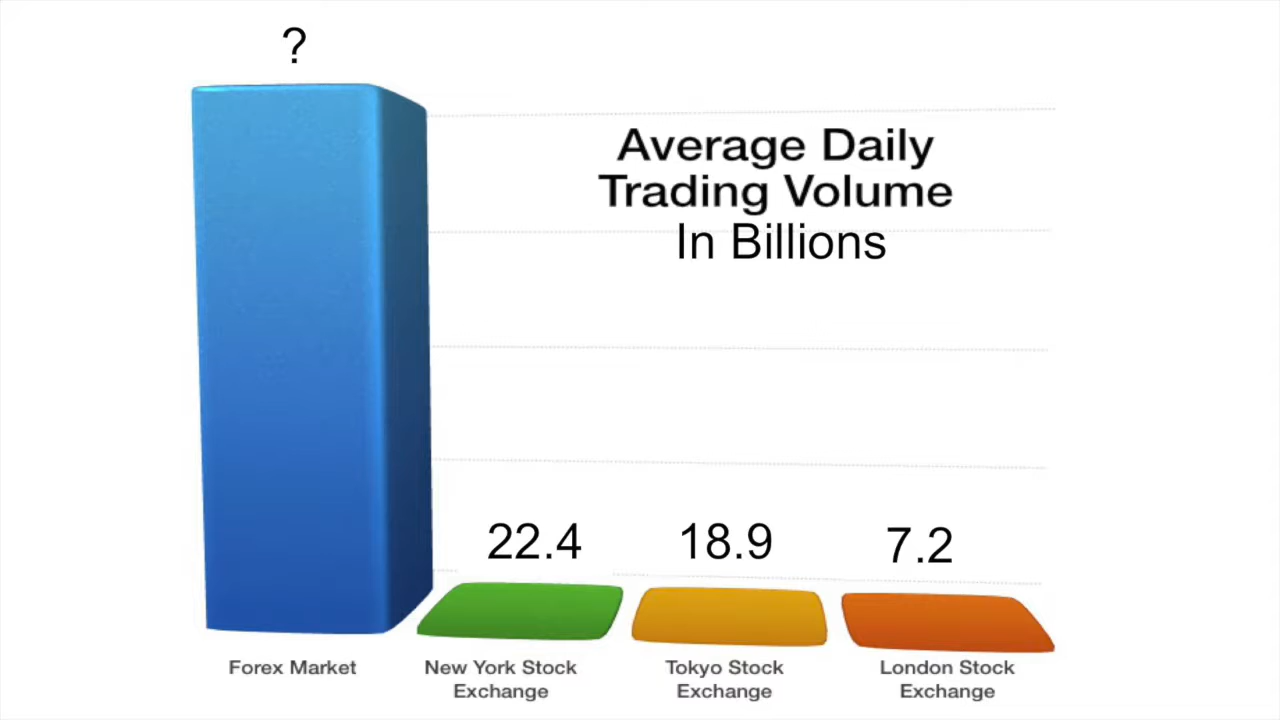 ?
Average Daily
Trading Volume
In Billions
22.4
18.9
7.2
Forex Market
New York Stock
Exchange
Tokyo Stock
Exchange
London Stock
Exchange